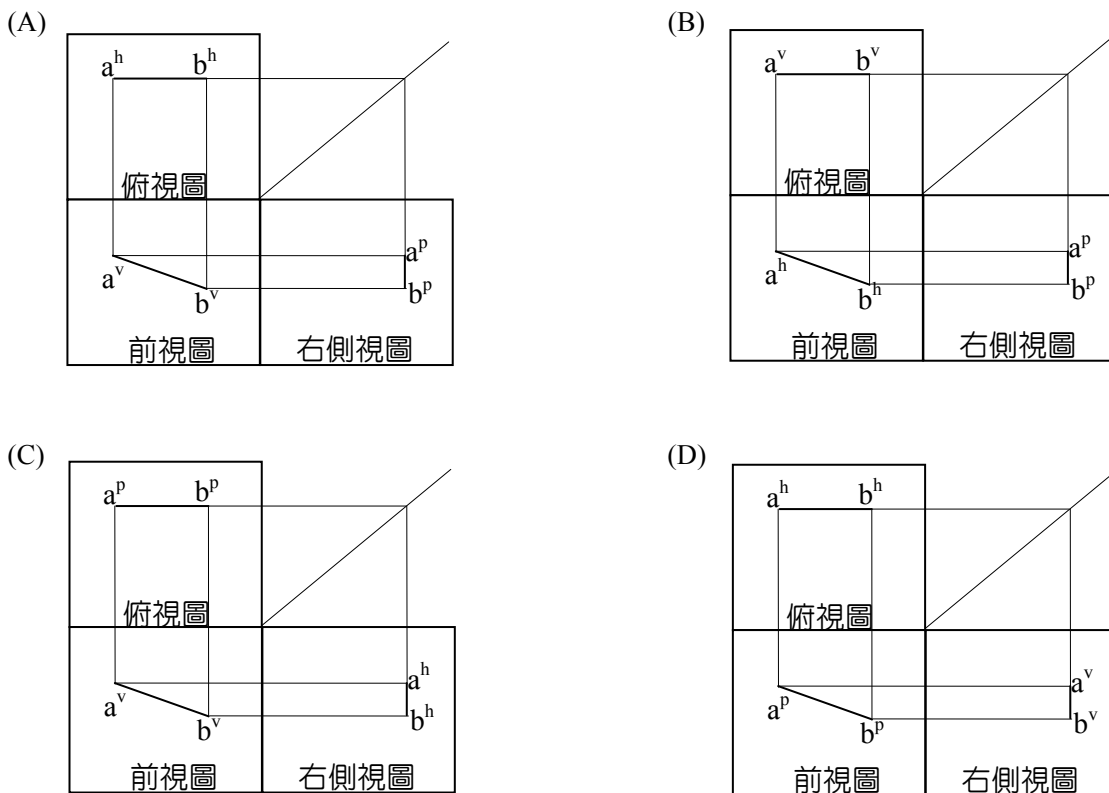 (A)
a^h b^h
俯視圖
a^v b^v
a^p
b^p
前視圖 右側視圖
(B)
a^v b^v
俯視圖
a^h b^h
a^p
b^p
前視圖 右側視圖
(C)
a^p b^p
俯視圖
a^v b^v
a^h
b^h
前視圖 右側視圖
(D)
a^h b^h
俯視圖
a^p b^p
a^v
b^v
前視圖 右側視圖